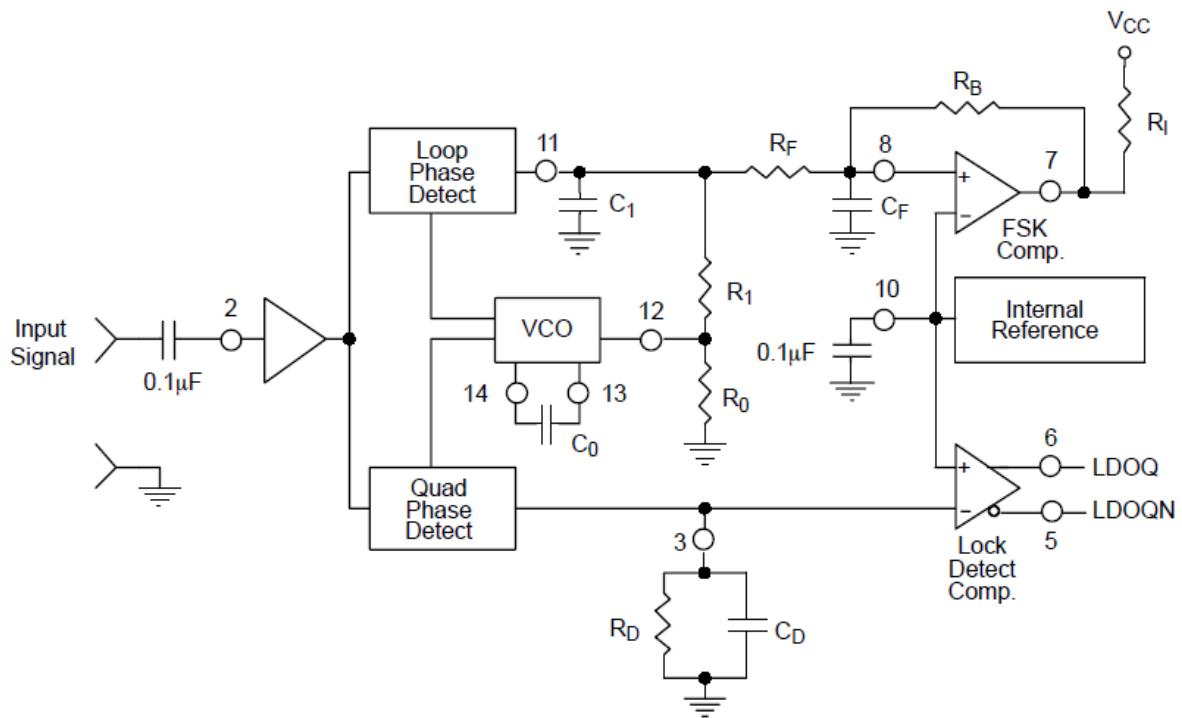 V_CC
R_B
R_I
11
Loop
Phase
Detect
R_F
8
7
+
−
C_1
C_F
FSK
Comp.
2
R_1
10
Internal
Reference
Input
Signal
VCO
12
0.1μF
0.1μF
14
13
R_0
C_0
6
+
LDOQ
Quad
Phase
Detect
−
LDOQN
5
3
Lock
Detect
Comp.
R_D
C_D